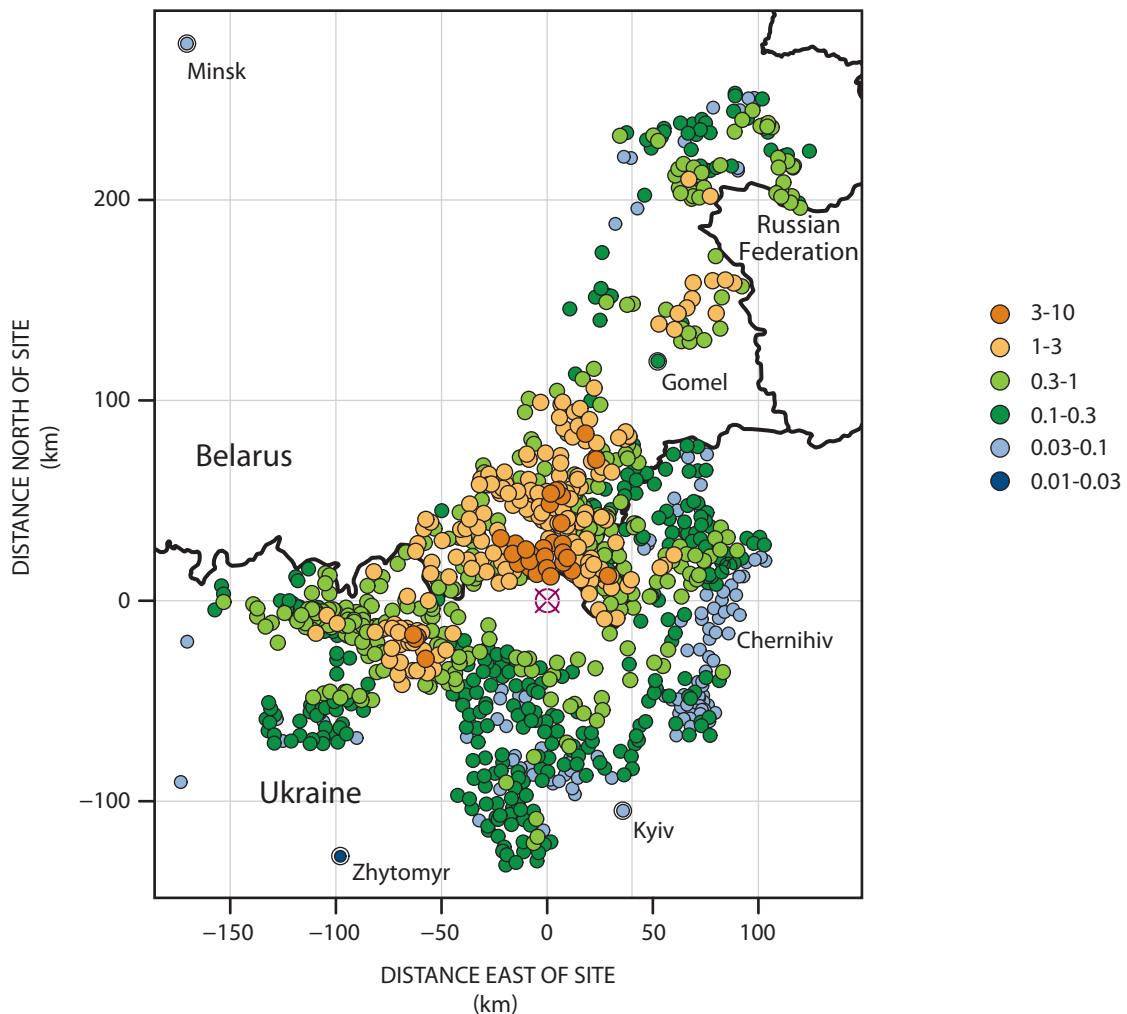 Minsk
200
Russian
Federation
DISTANCE NORTH OF SITE
(km)
3-10
1-3
0.3-1
0.1-0.3
0.03-0.1
0.01-0.03
Gomel
100
Belarus
0
Chernihiv
Ukraine
−100
Kyiv
Zhytomyr
−150
−100
−50
0
50
100
DISTANCE EAST OF SITE
(km)